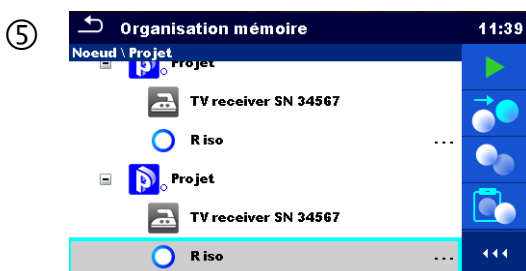 ⑤
Organisation mémoire 11:39
Noeud \ Projet
Projet
TV receiver SN 34567
R iso ...
Projet
TV receiver SN 34567
R iso ...